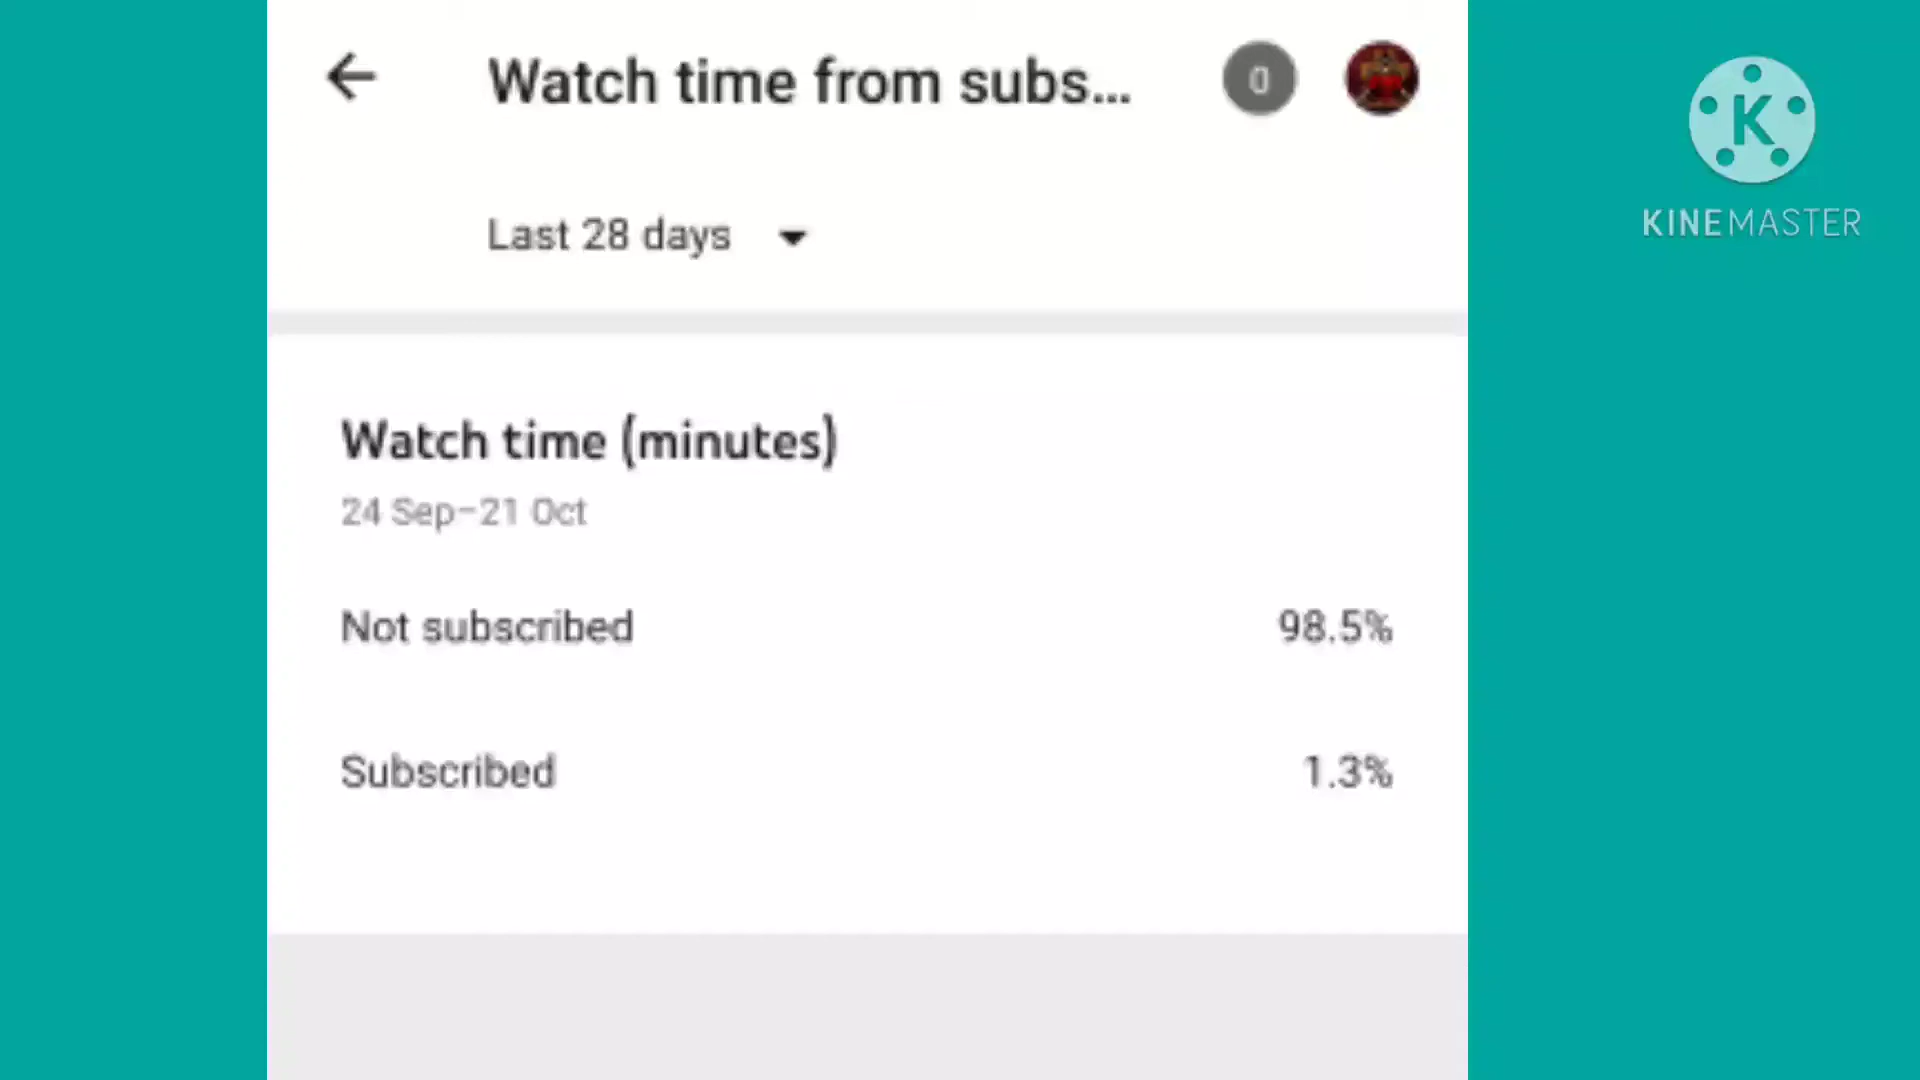 Watch time from subs...
0
K
KINEMASTER
Last 28 days
Watch time (minutes)
24 Sep–21 Oct
Not subscribed 98.5%
Subscribed 1.3%